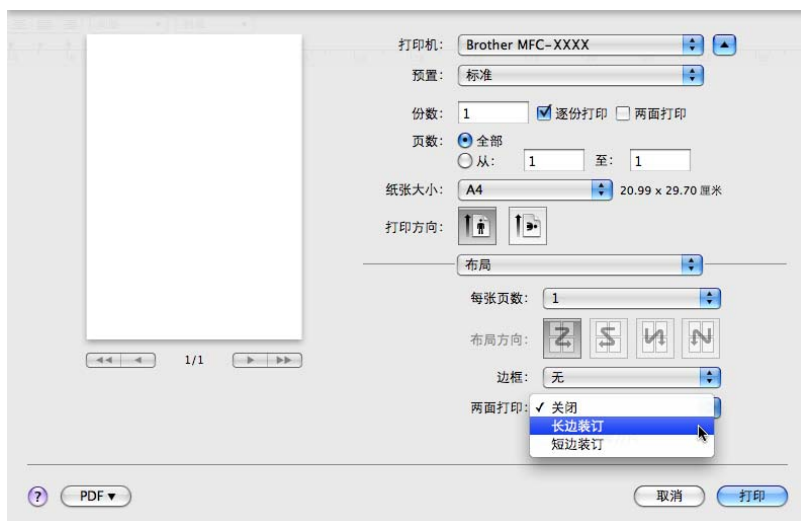 打印机: Brother MFC-XXXX
预置: 标准
份数: 1 逐份打印 两面打印
页数: 全部
从: 1 至: 1
纸张大小: A4 20.99 x 29.70 厘米
打印方向:
布局
每张页数: 1
布局方向:
1/1
边框: 无
两面打印: ✓ 关闭
长边装订
短边装订
? PDF▼ 取消 打印